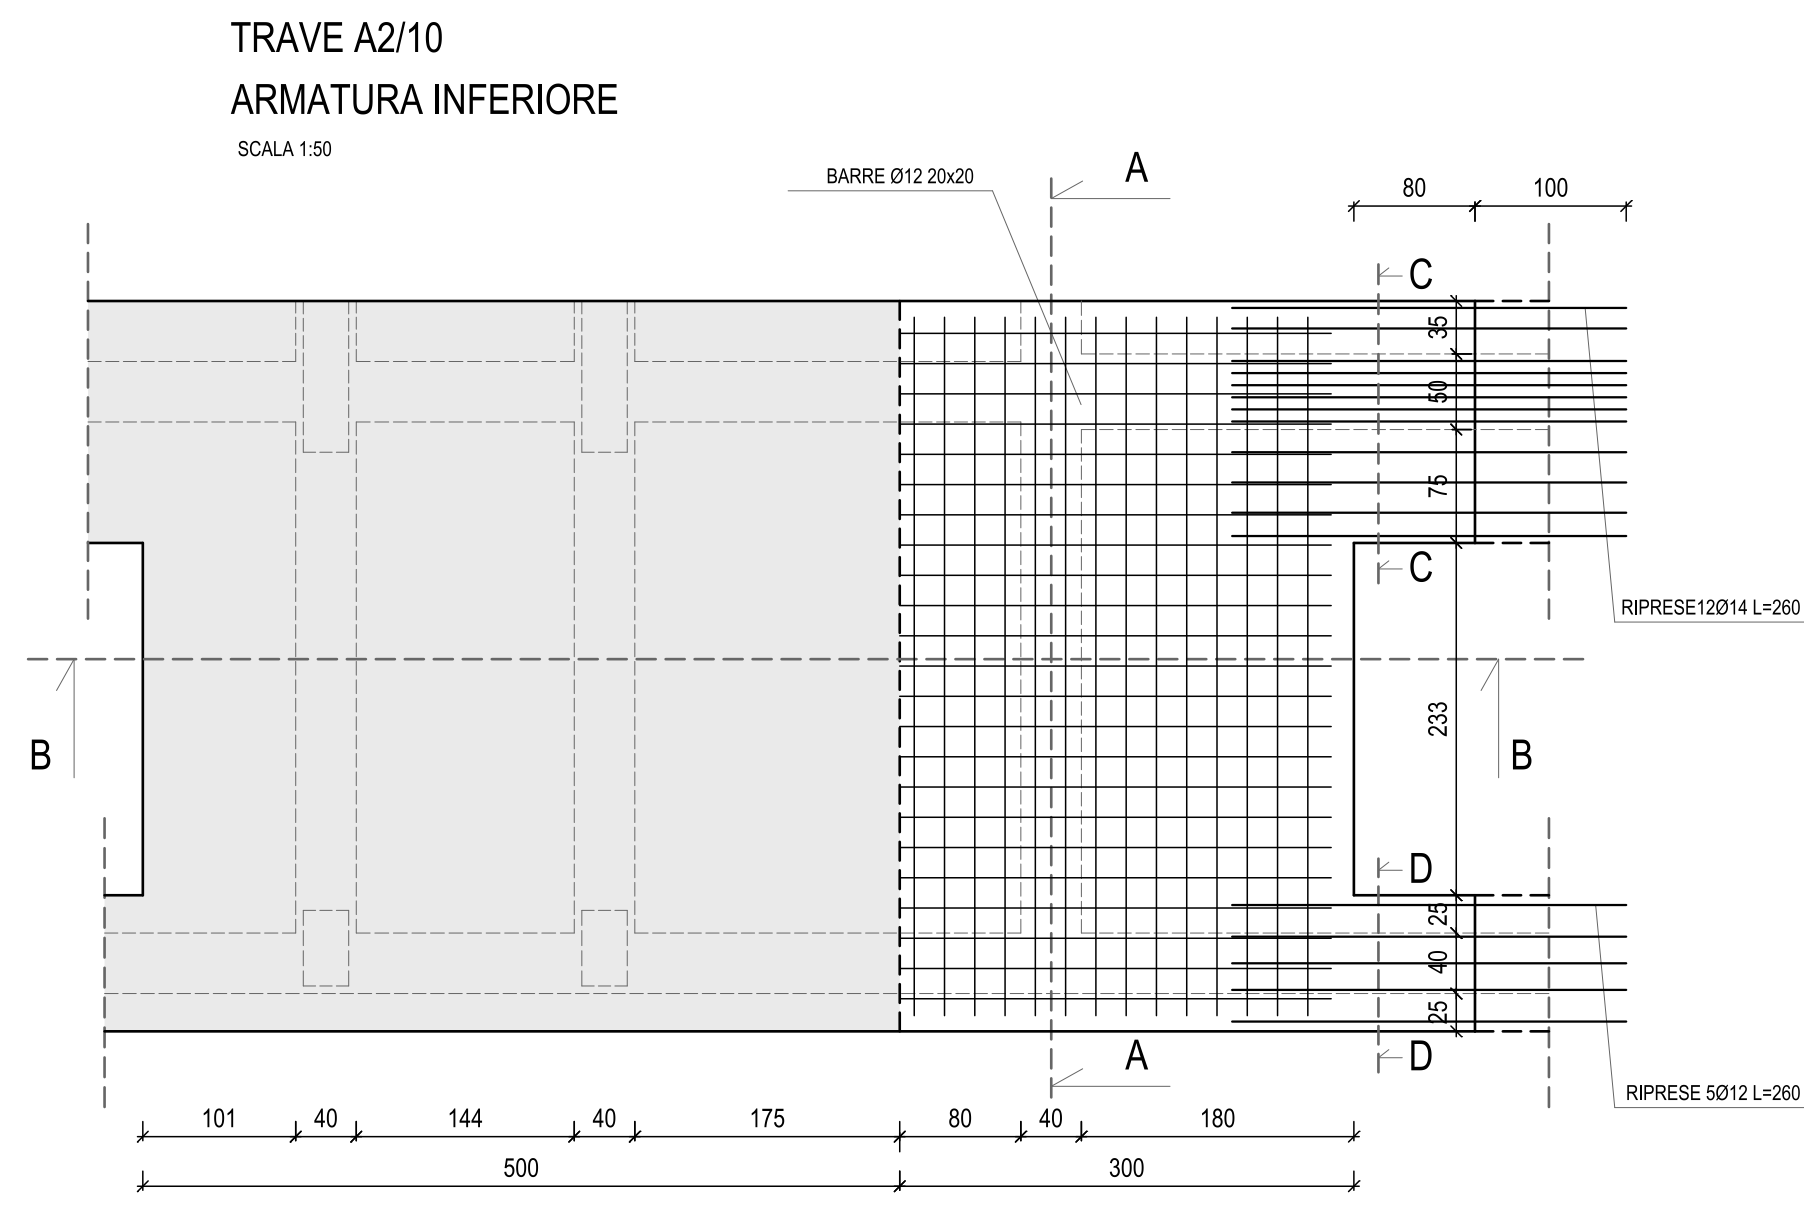 TRAVE A2/10
ARMATURA INFERIORE
SCALA 1:50
BARRE Ø12 20x20
A
80
100
C
35
50
75
C
RIPRESE12Ø14 L=260
B
233
B
D
25
40
25
D
A
RIPRESE 5Ø12 L=260
101
40
144
40
175
80
40
180
500
300